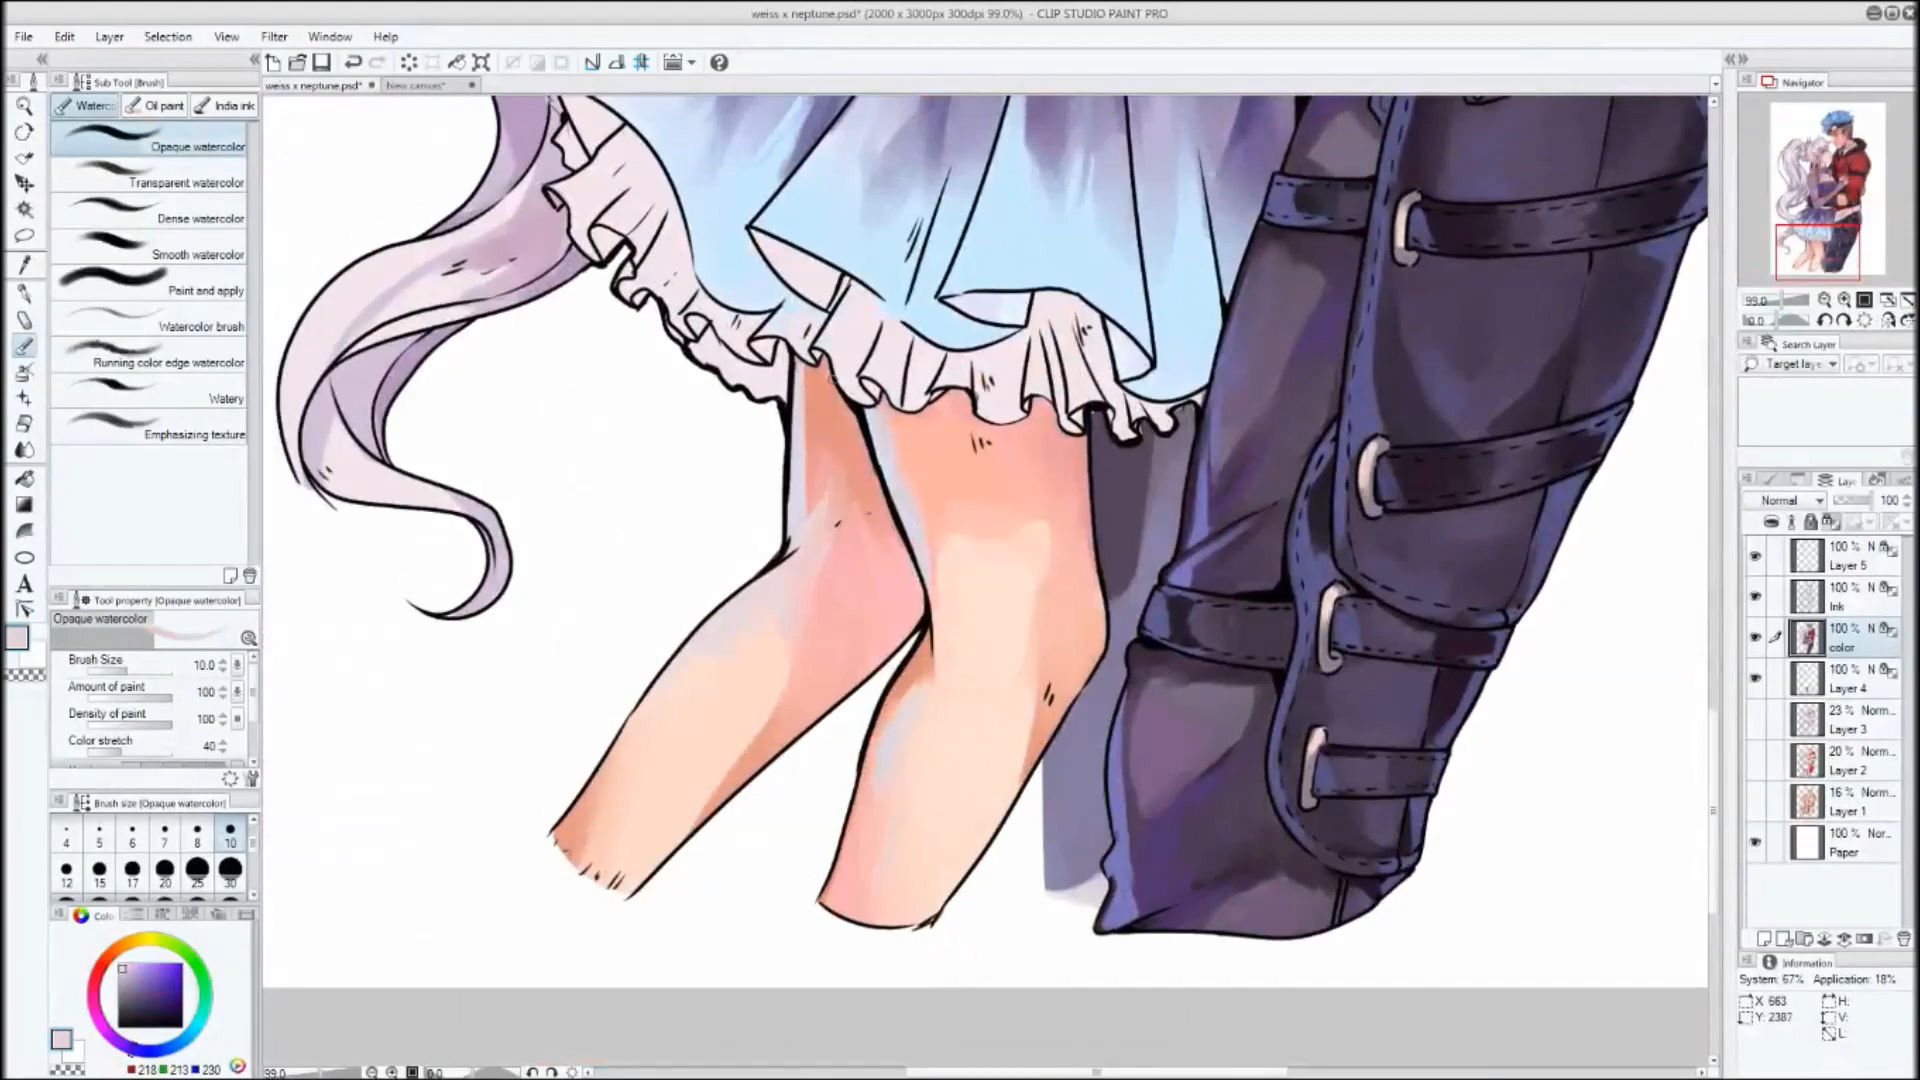 weiss x neptune.psd* (2000 x 3000px 300dpi 99.0%) - CLIP STUDIO PAINT PRO
File Edit Layer Selection View Filter Window Help
Sub Tool [Brush]
weiss x neptune.psd* New canvas*
Navigator
Waterc Oil paint India ink
Opaque watercolor
Transparent watercolor
Dense watercolor
Smooth watercolor
Paint and apply
Watercolor brush
Running color edge watercolor
Watery
Emphasizing texture
Tool property [Opaque watercolor]
Opaque watercolor
Brush Size 10.0
Amount of paint 100
Density of paint 100
Color stretch 40
Brush size [Opaque watercolor]
4 5 6 7 8 10
12 15 17 20 25 30
Colo
218 213 230
99.0 0.0
99.0
0.0
Search Layer
Target laye
Laye
Normal 100
100 % N
Layer 5
100 % N
Ink
100 % N
color
100 % N
Layer 4
23 % Norm...
Layer 3
20 % Norm...
Layer 2
16 % Norm...
Layer 1
100 % Nor...
Paper
Information
System: 67% Application: 18%
X 663 H:
Y: 2387 V:
L: